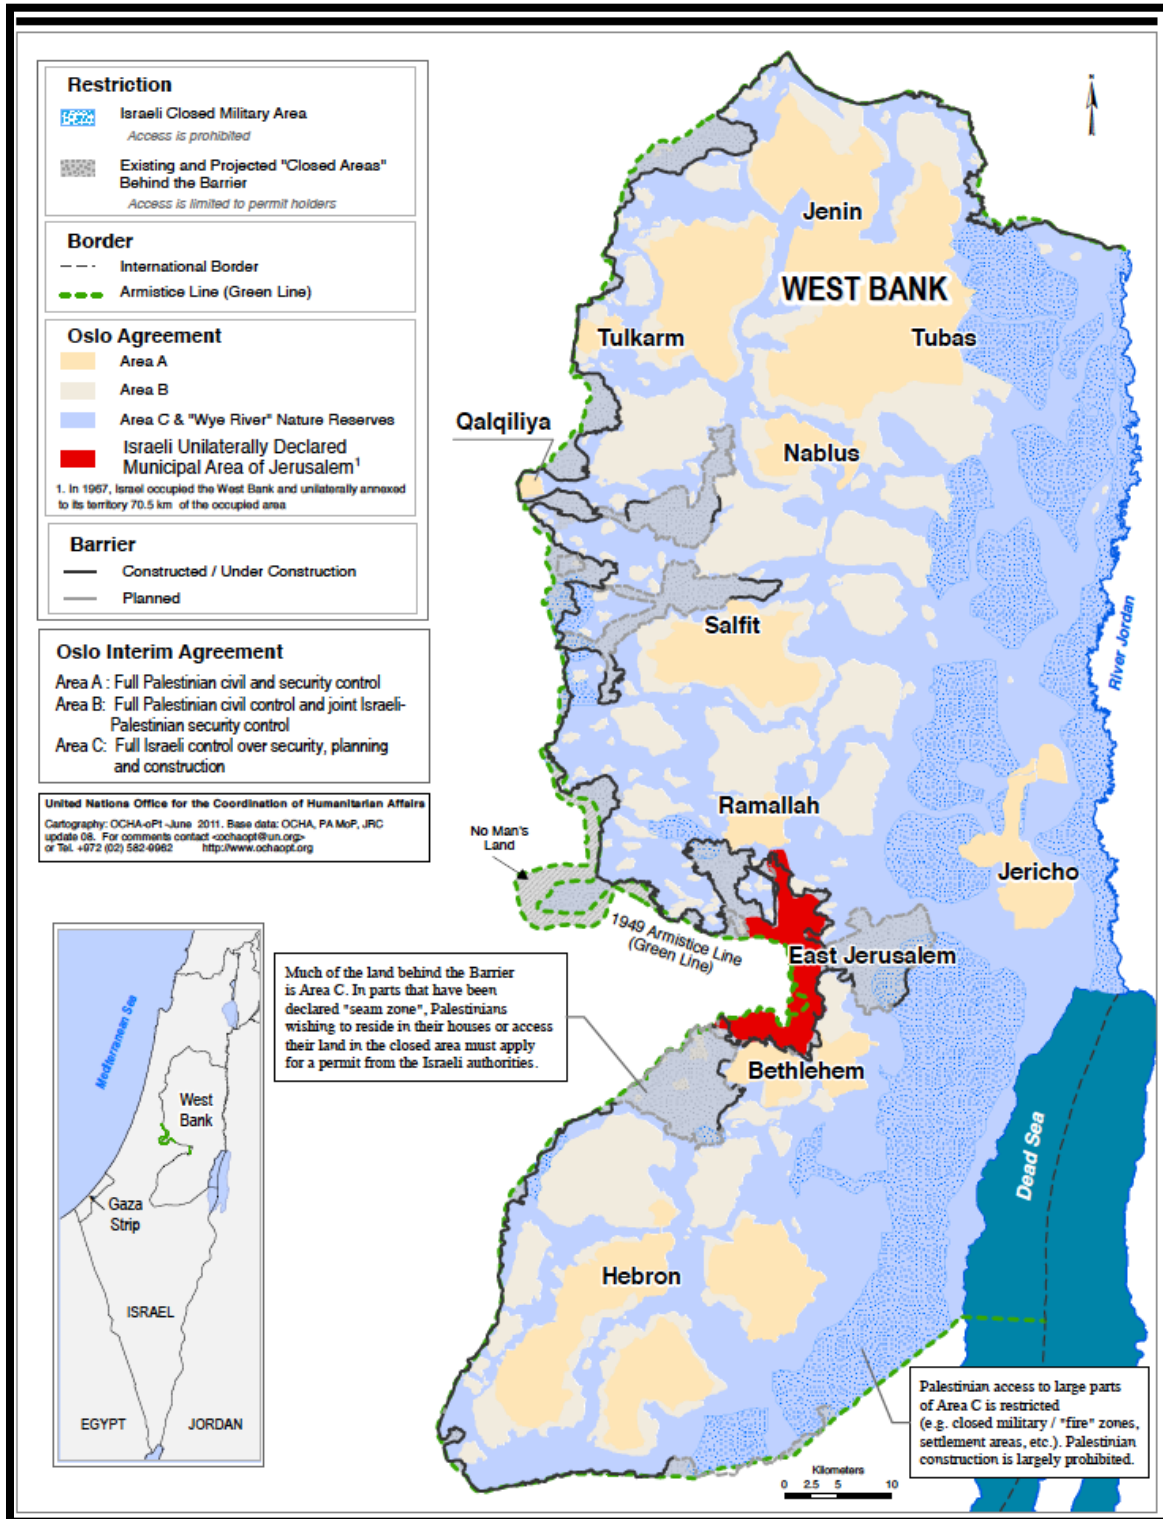 Restriction
Israeli Closed Military Area
Access is prohibited
Existing and Projected "Closed Areas"
Behind the Barrier
Access is limited to permit holders
Border
International Border
Armistice Line (Green Line)
Oslo Agreement
Area A
Area B
Area C & "Wye River" Nature Reserves
Israeli Unilaterally Declared
Municipal Area of Jerusalem¹
1. In 1967, Israel occupied the West Bank and unilaterally annexed
to its territory 70.5 km of the occupied area
Barrier
Constructed / Under Construction
Planned
Oslo Interim Agreement
Area A : Full Palestinian civil and security control
Area B: Full Palestinian civil control and joint Israeli-
Palestinian security control
Area C: Full Israeli control over security, planning
and construction
United Nations Office for the Coordination of Humanitarian Affairs
Cartography: OCHA-oPt -June 2011. Base data: OCHA, PA MoP, JRC
update 08. For comments contact <ochaopt@un.org>
or Tel. +972 (02) 582-9962 http://www.ochaopt.org
N
Jenin
WEST BANK
Tulkarm
Tubas
Qalqiliya
Nablus
Salfit
River Jordan
Ramallah
No Man's
Land
Jericho
1949 Armistice Line
(Green Line)
East Jerusalem
Much of the land behind the Barrier
is Area C. In parts that have been
declared "seam zone", Palestinians
wishing to reside in their houses or access
their land in the closed area must apply
for a permit from the Israeli authorities.
Bethlehem
Dead Sea
Hebron
Palestinian access to large parts
of Area C is restricted
(e.g. closed military / "fire" zones,
settlement areas, etc.). Palestinian
construction is largely prohibited.
Kilometers
0 2.5 5 10
Mediterranean Sea
West
Bank
Gaza
Strip
ISRAEL
EGYPT
JORDAN